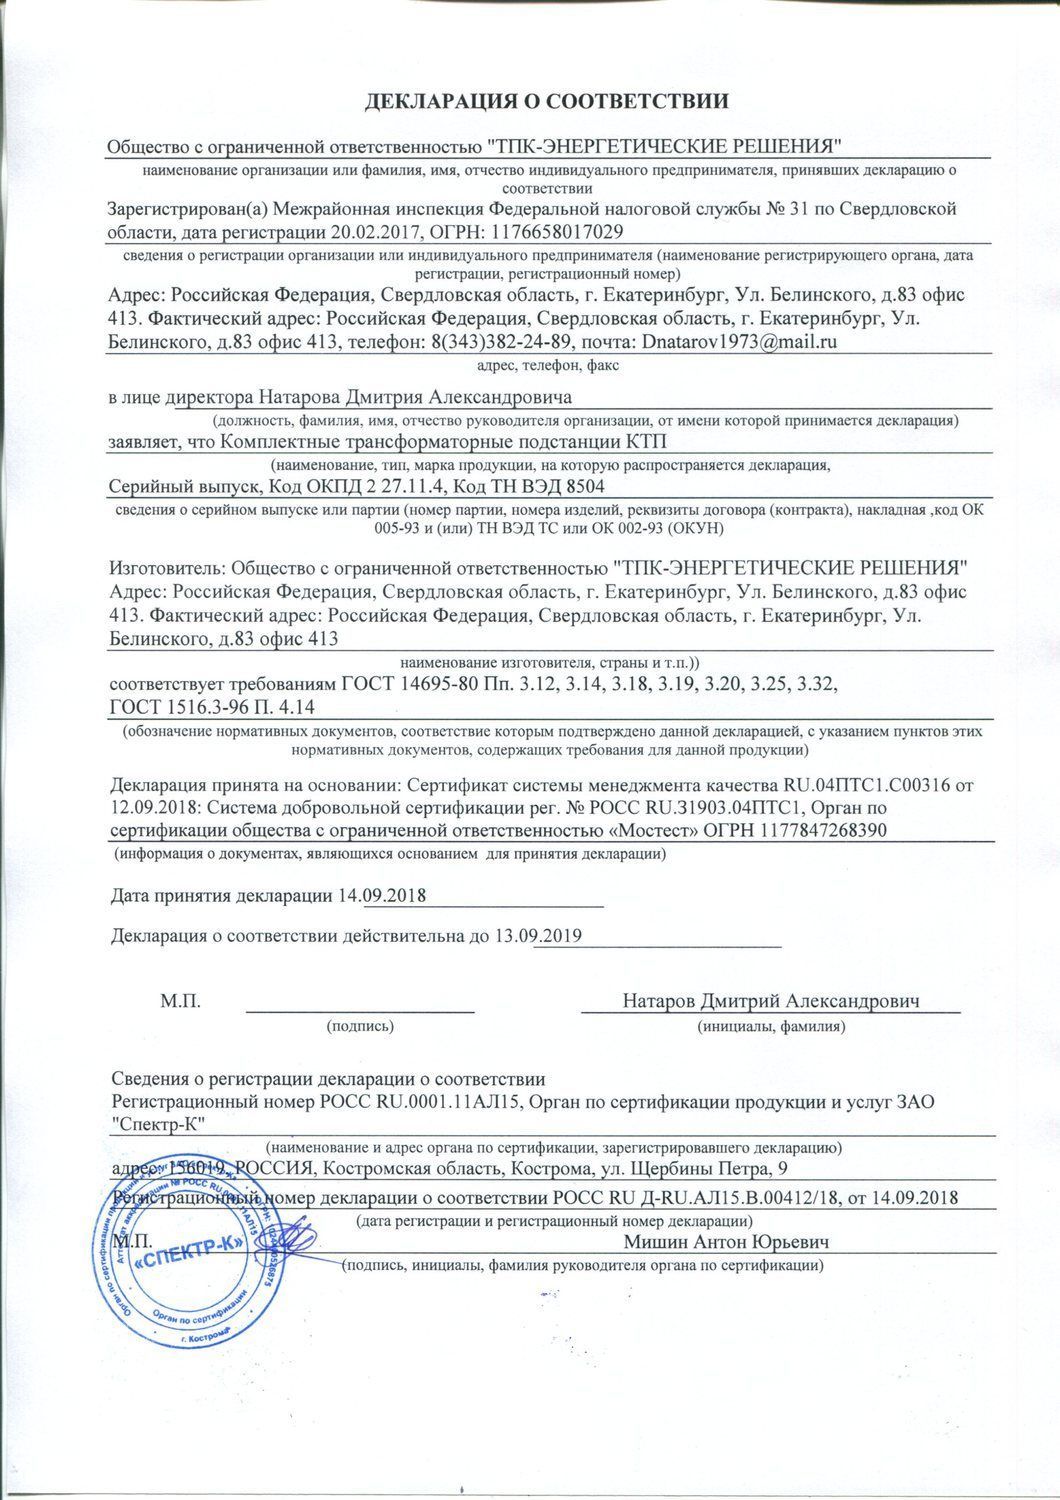 ДЕКЛАРАЦИЯ О СООТВЕТСТВИИ
Общество с ограниченной ответственностью "ТПК-ЭНЕРГЕТИЧЕСКИЕ РЕШЕНИЯ"
наименование организации или фамилия, имя, отчество индивидуального предпринимателя, принявших декларацию о
соответствии
Зарегистрирован(а) Межрайонная инспекция Федеральной налоговой службы № 31 по Свердловской
области, дата регистрации 20.02.2017, ОГРН: 1176658017029
сведения о регистрации организации или индивидуального предпринимателя (наименование регистрирующего органа, дата
регистрации, регистрационный номер)
Адрес: Российская Федерация, Свердловская область, г. Екатеринбург, Ул. Белинского, д.83 офис
413. Фактический адрес: Российская Федерация, Свердловская область, г. Екатеринбург, Ул.
Белинского, д.83 офис 413, телефон: 8(343)382-24-89, почта: Dnatarov1973@mail.ru
адрес, телефон, факс
в лице директора Натарова Дмитрия Александровича
(должность, фамилия, имя, отчество руководителя организации, от имени которой принимается декларация)
заявляет, что Комплектные трансформаторные подстанции КТП
(наименование, тип, марка продукции, на которую распространяется декларация,
Серийный выпуск, Код ОКПД 2 27.11.4, Код ТН ВЭД 8504
сведения о серийном выпуске или партии (номер партии, номера изделий, реквизиты договора (контракта), накладная ,код ОК
005-93 и (или) ТН ВЭД ТС или ОК 002-93 (ОКУН)
Изготовитель: Общество с ограниченной ответственностью "ТПК-ЭНЕРГЕТИЧЕСКИЕ РЕШЕНИЯ"
Адрес: Российская Федерация, Свердловская область, г. Екатеринбург, Ул. Белинского, д.83 офис
413. Фактический адрес: Российская Федерация, Свердловская область, г. Екатеринбург, Ул.
Белинского, д.83 офис 413
наименование изготовителя, страны и т.п.))
соответствует требованиям ГОСТ 14695-80 Пп. 3.12, 3.14, 3.18, 3.19, 3.20, 3.25, 3.32,
ГОСТ 1516.3-96 П. 4.14
(обозначение нормативных документов, соответствие которым подтверждено данной декларацией, с указанием пунктов этих
нормативных документов, содержащих требования для данной продукции)
Декларация принята на основании: Сертификат системы менеджмента качества RU.04ПТС1.С00316 от
12.09.2018: Система добровольной сертификации рег. № РОСС RU.31903.04ПТС1, Орган по
сертификации общества с ограниченной ответственностью «Мостест» ОГРН 1177847268390
(информация о документах, являющихся основанием для принятия декларации)
Дата принятия декларации 14.09.2018
Декларация о соответствии действительна до 13.09.2019
М.П. Натаров Дмитрий Александрович
(подпись) (инициалы, фамилия)
Сведения о регистрации декларации о соответствии
Регистрационный номер РОСС RU.0001.11АЛ15, Орган по сертификации продукции и услуг ЗАО
"Спектр-К"
(наименование и адрес органа по сертификации, зарегистрировавшего декларацию)
адрес: 156019, РОССИЯ, Костромская область, Кострома, ул. Щербины Петра, 9
Регистрационный номер декларации о соответствии РОСС RU Д-RU.АЛ15.В.00412/18, от 14.09.2018
(дата регистрации и регистрационный номер декларации)
М.П. Мишин Антон Юрьевич
(подпись, инициалы, фамилия руководителя органа по сертификации)
Орган по сертификации продукции и услуг ЗАО
Аттестат аккредитации № РОСС RU.0001.11АЛ15
«СПЕКТР-К»
Орган по сертификации
г. Кострома